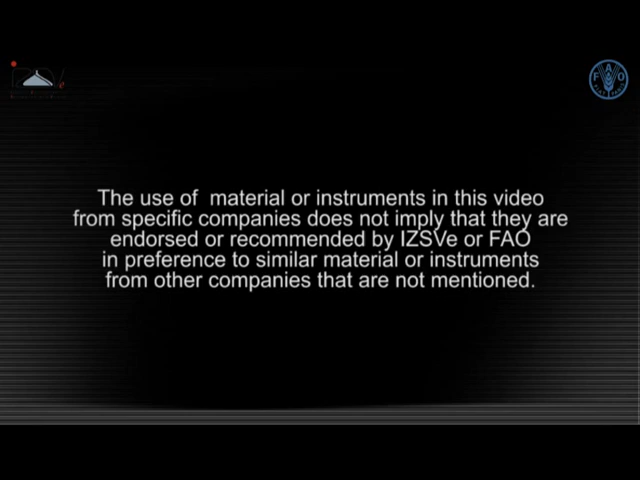 FAO
The use of  material or instruments in this video
from specific companies does not imply that they are
endorsed or recommended by IZSVe or FAO
in preference to similar material or instruments
from other companies that are not mentioned.